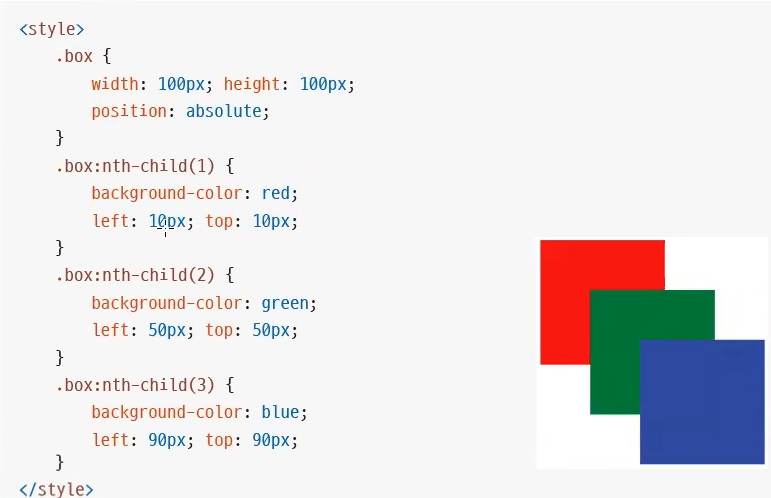 <style>
.box {
width: 100px; height: 100px;
position: absolute;
}
.box:nth-child(1) {
background-color: red;
left: 10px; top: 10px;
}
.box:nth-child(2) {
background-color: green;
left: 50px; top: 50px;
}
.box:nth-child(3) {
background-color: blue;
left: 90px; top: 90px;
}
</style>